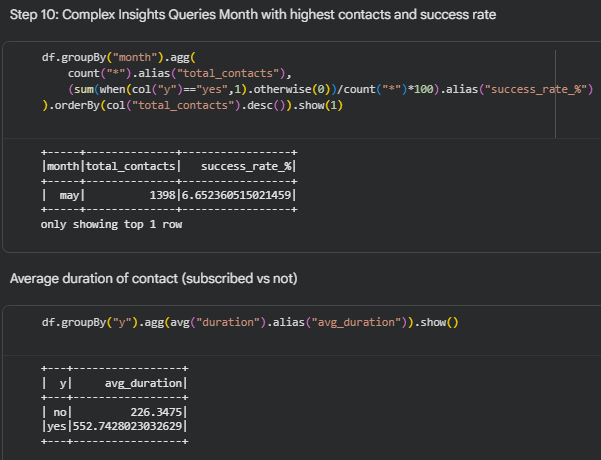 Step 10: Complex Insights Queries Month with highest contacts and success rate
df.groupBy("month").agg(
    count("*").alias("total_contacts"),
    (sum(when(col("y")=="yes",1).otherwise(0))/count("*")*100).alias("success_rate_%")
).orderBy(col("total_contacts").desc()).show(1)
+-----+--------------+-----------------+
|month|total_contacts|   success_rate_%|
+-----+--------------+-----------------+
|  may|          1398|6.652360515021459|
+-----+--------------+-----------------+
only showing top 1 row
Average duration of contact (subscribed vs not)
df.groupBy("y").agg(avg("duration").alias("avg_duration")).show()
+---+-----------------+
|  y|     avg_duration|
+---+-----------------+
| no|         226.3475|
|yes|552.7428023032629|
+---+-----------------+